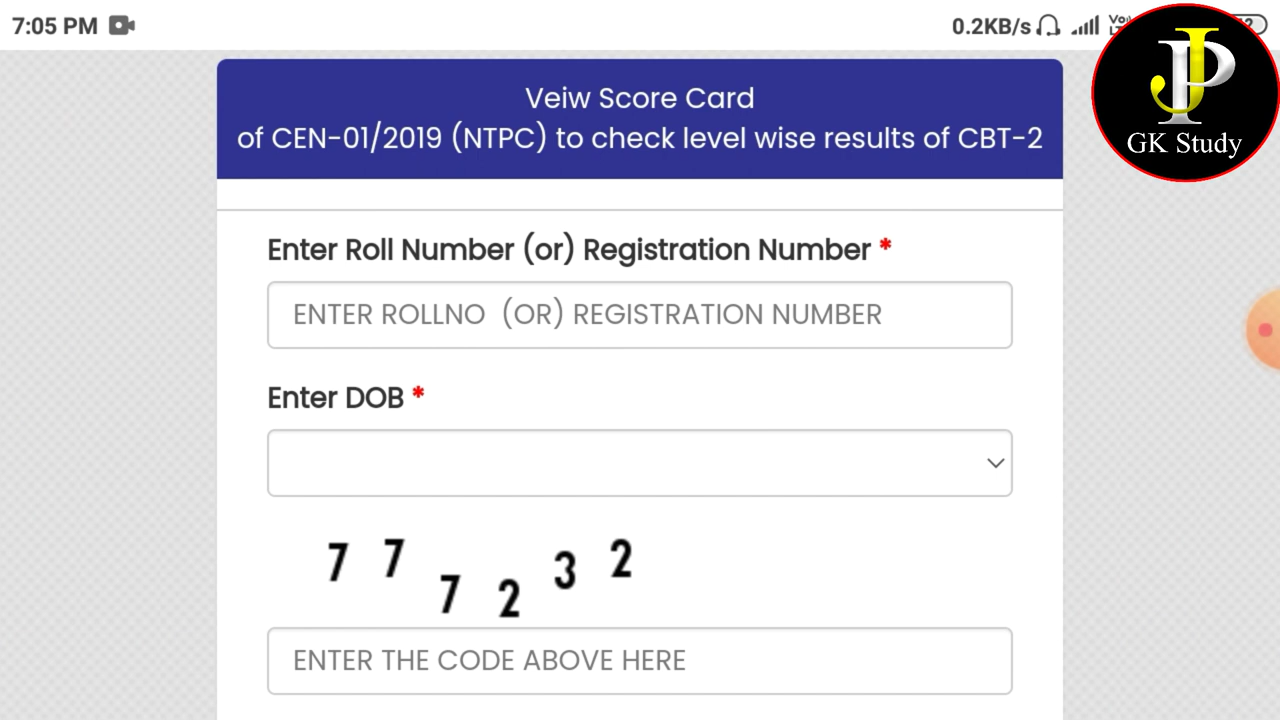 7:05 PM
0.2KB/s
JP
GK Study
Veiw Score Card
of CEN-01/2019 (NTPC) to check level wise results of CBT-2
Enter Roll Number (or) Registration Number *
ENTER ROLLNO (OR) REGISTRATION NUMBER
Enter DOB *
7 7 7 2 3 2
ENTER THE CODE ABOVE HERE